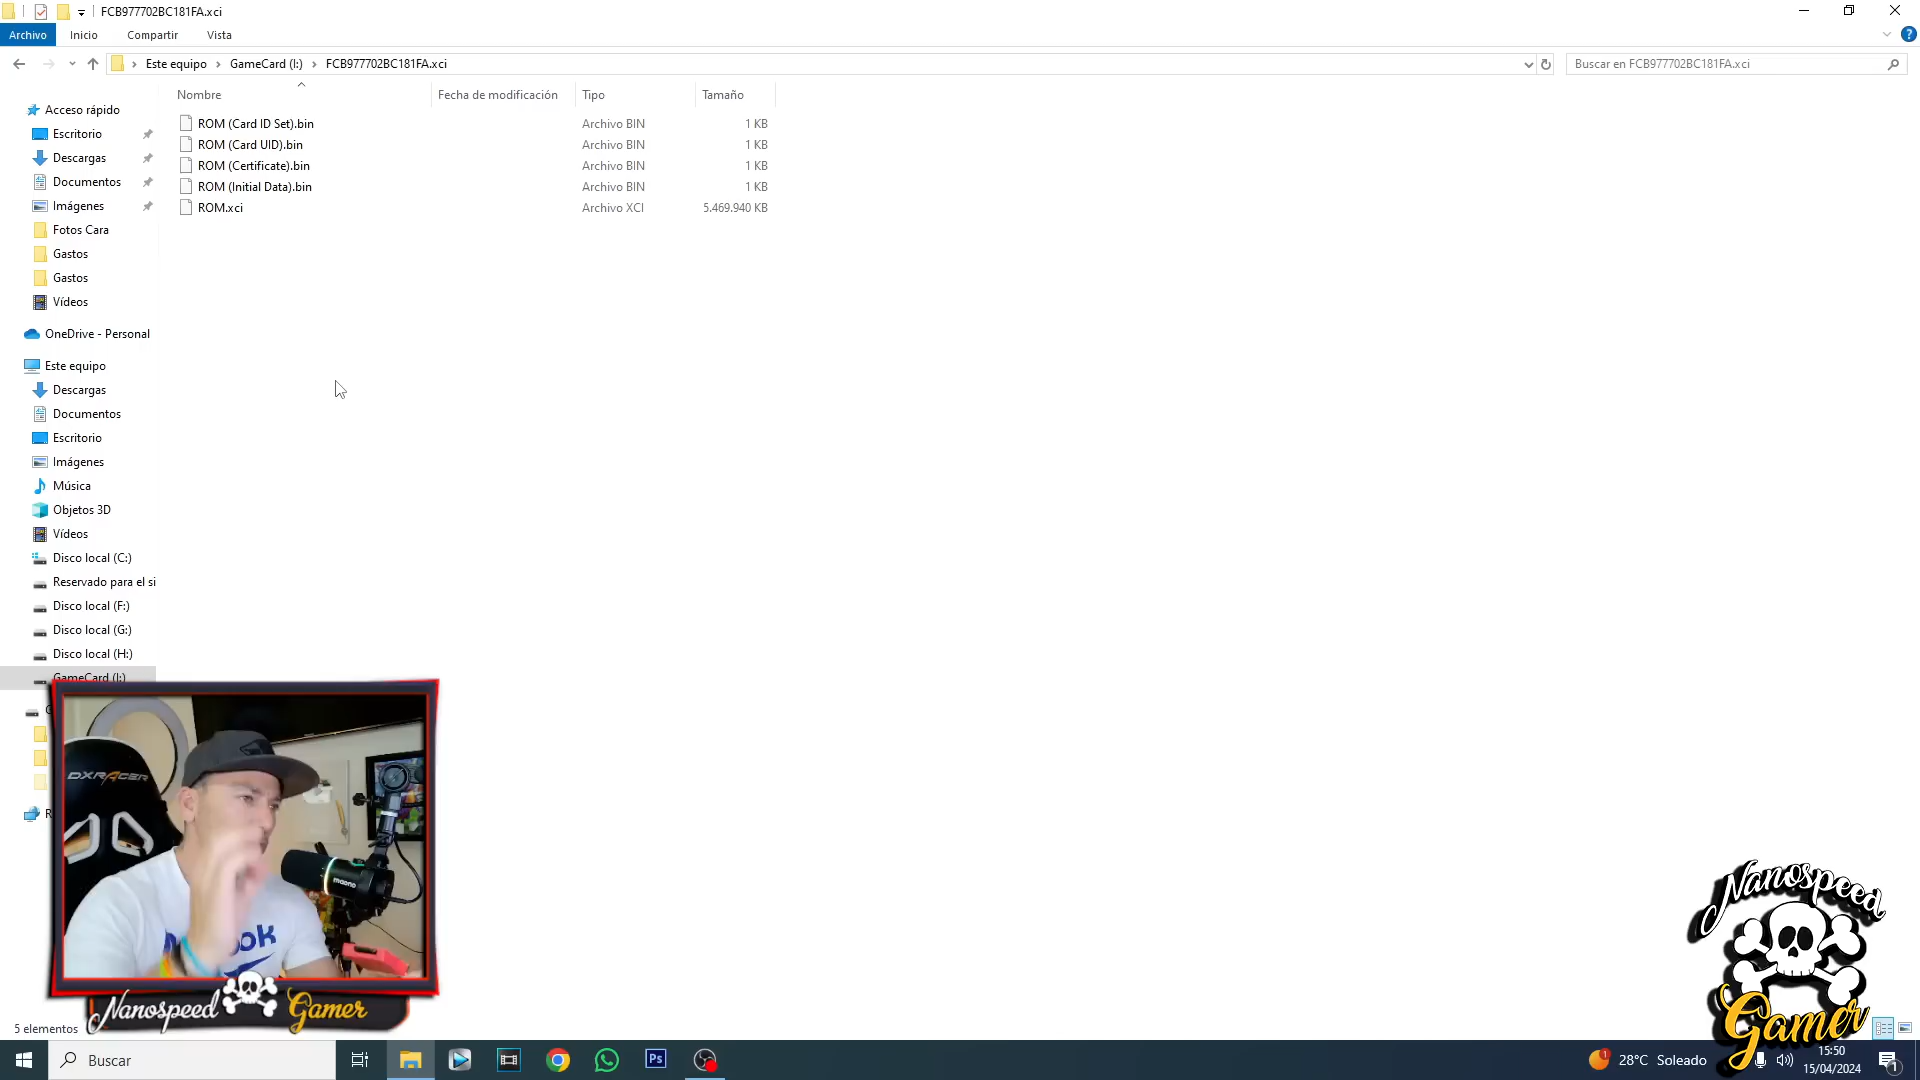 FCB977702BC181FA.xci
Archivo
Inicio
Compartir
Vista
Este equipo
GameCard (I:)
FCB977702BC181FA.xci
Buscar en FCB977702BC181FA.xci
Nombre
Fecha de modificación
Tipo
Tamaño
ROM (Card ID Set).bin
Archivo BIN
1 KB
ROM (Card UID).bin
Archivo BIN
1 KB
ROM (Certificate).bin
Archivo BIN
1 KB
ROM (Initial Data).bin
Archivo BIN
1 KB
ROM.xci
Archivo XCI
5.469.940 KB
Acceso rápido
Escritorio
Descargas
Documentos
Imágenes
Fotos Cara
Gastos
Gastos
Vídeos
OneDrive - Personal
Este equipo
Descargas
Documentos
Escritorio
Imágenes
Música
Objetos 3D
Vídeos
Disco local (C:)
Reservado para el si
Disco local (F:)
Disco local (G:)
Disco local (H:)
GameCard (I:)
DXRACER
maono
Nanospeed Gamer
Nanospeed
Gamer
5 elementos
Buscar
Ps
1
28°C Soleado
15:50
15/04/2024
1